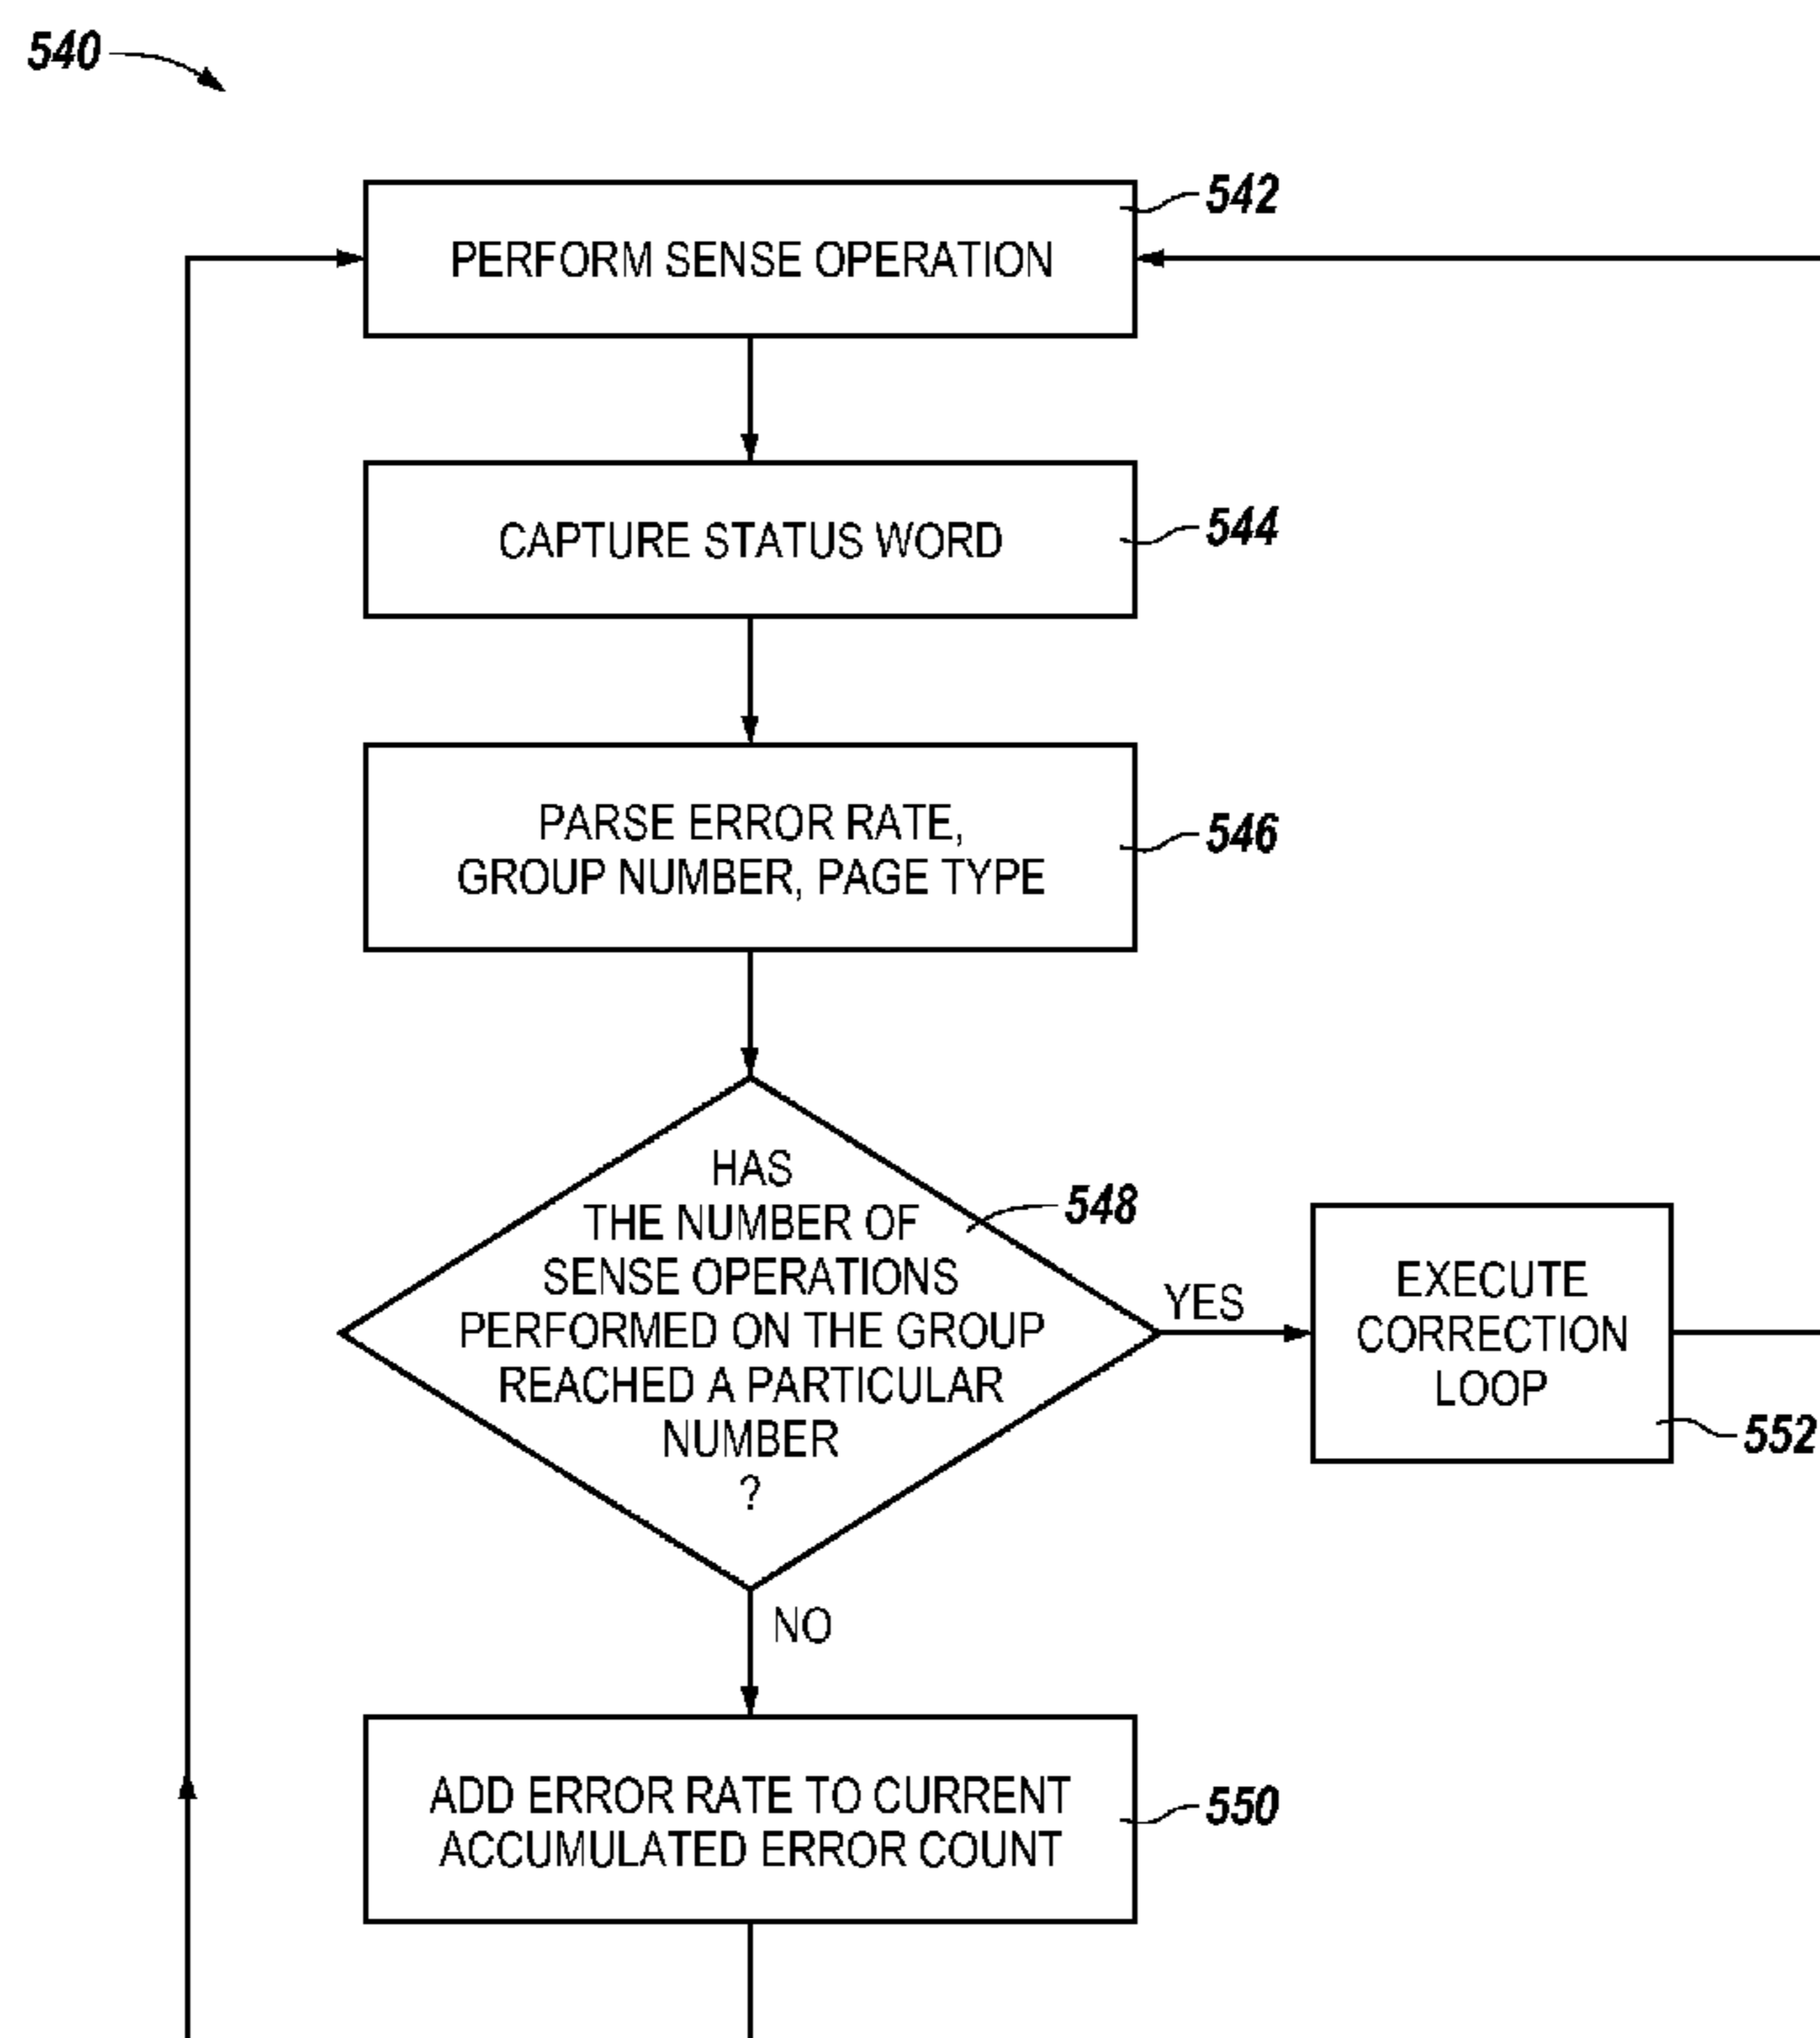 540
542
PERFORM SENSE OPERATION
CAPTURE STATUS WORD
544
PARSE ERROR RATE,
GROUP NUMBER, PAGE TYPE
546
HAS
THE NUMBER OF
SENSE OPERATIONS
PERFORMED ON THE GROUP
REACHED A PARTICULAR
NUMBER
?
548
YES
EXECUTE
CORRECTION
LOOP
552
NO
ADD ERROR RATE TO CURRENT
ACCUMULATED ERROR COUNT
550